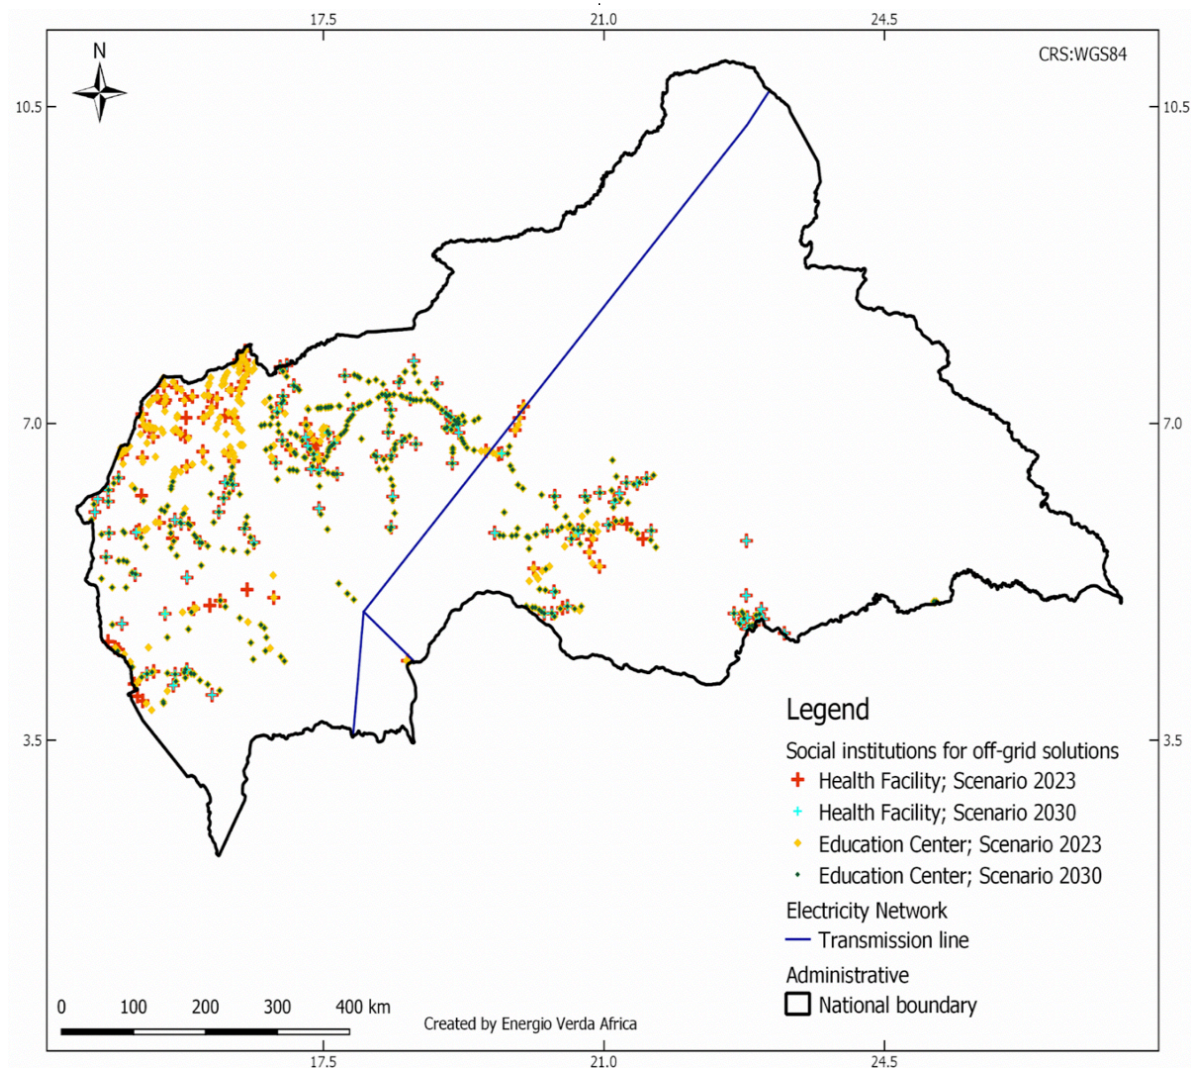 17.5 21.0 24.5
N
CRS:WGS84
10.5 10.5
7.0 7.0
3.5 3.5
Legend
Social institutions for off-grid solutions
Health Facility; Scenario 2023
Health Facility; Scenario 2030
Education Center; Scenario 2023
Education Center; Scenario 2030
Electricity Network
Transmission line
Administrative
National boundary
0 100 200 300 400 km
Created by Energio Verda Africa
17.5 21.0 24.5